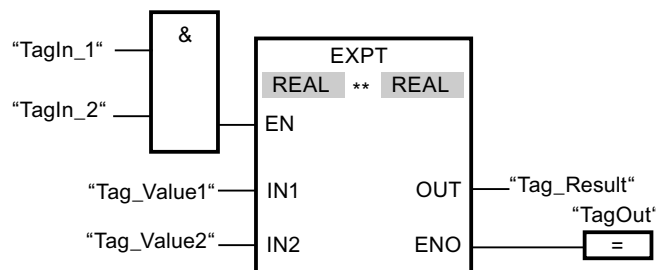 &
“TagIn_1“
“TagIn_2“
EXPT
REAL ** REAL
EN
“Tag_Value1“ IN1 OUT “Tag_Result“
“TagOut“
“Tag_Value2“ IN2 ENO =